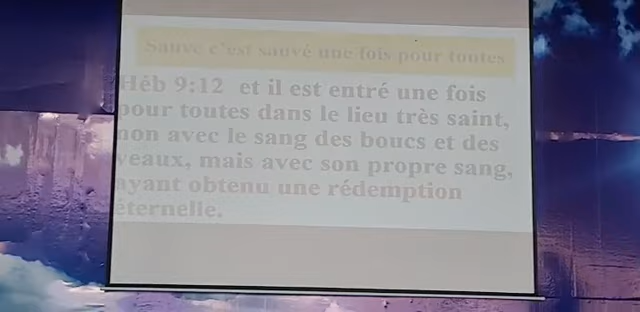 Sauvé c'est sauvé une fois pour toutes
Héb 9:12 et il est entré une fois
pour toutes dans le lieu très saint,
non avec le sang des boucs et des
veaux, mais avec son propre sang,
ayant obtenu une rédemption
éternelle.